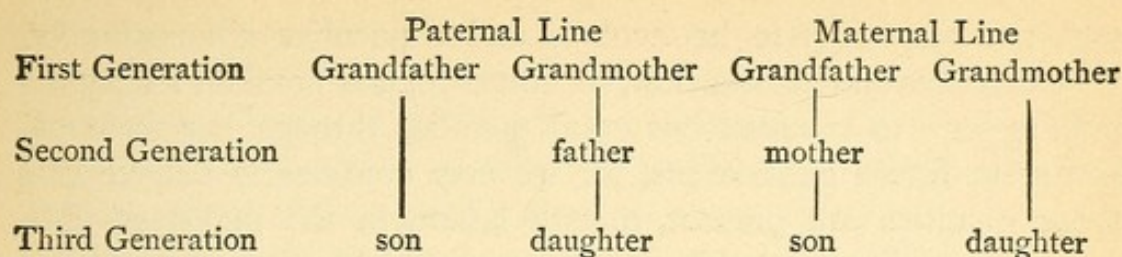 Paternal Line Maternal Line
First Generation Grandfather Grandmother Grandfather Grandmother
Second Generation father mother
Third Generation son daughter son daughter